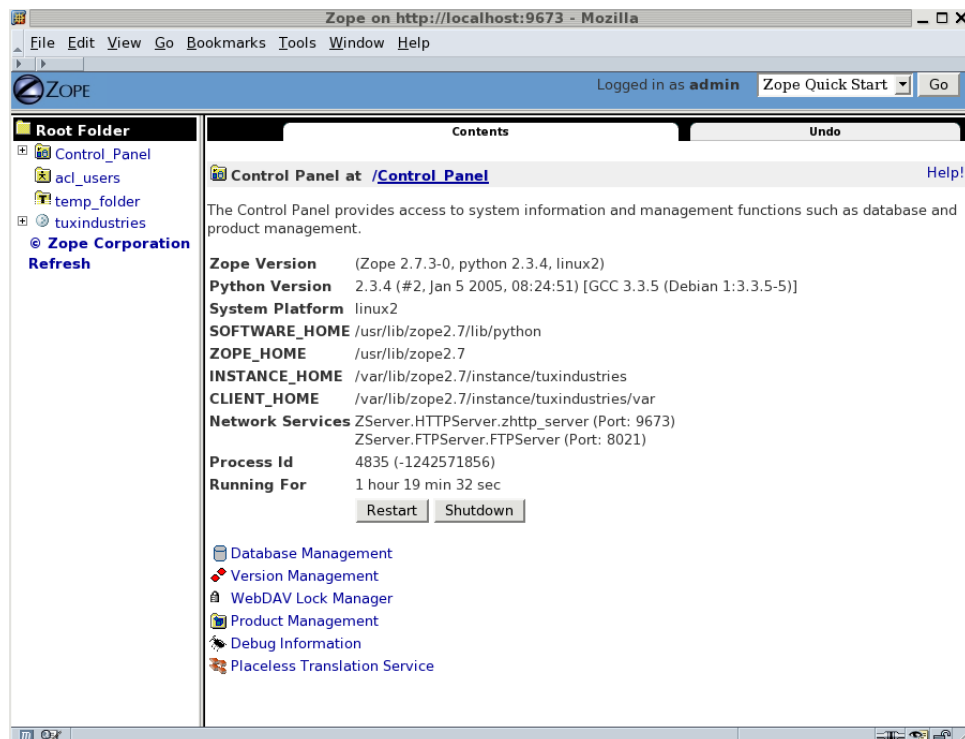 Zope on http://localhost:9673 - Mozilla
File Edit View Go Bookmarks Tools Window Help
ZOPE
Logged in as admin Zope Quick Start Go
Root Folder
Control_Panel
acl_users
temp_folder
tuxindustries
© Zope Corporation
Refresh
Contents Undo
Control Panel at /Control_Panel Help!
The Control Panel provides access to system information and management functions such as database and
product management.
Zope Version (Zope 2.7.3-0, python 2.3.4, linux2)
Python Version 2.3.4 (#2, Jan 5 2005, 08:24:51) [GCC 3.3.5 (Debian 1:3.3.5-5)]
System Platform linux2
SOFTWARE_HOME /usr/lib/zope2.7/lib/python
ZOPE_HOME /usr/lib/zope2.7
INSTANCE_HOME /var/lib/zope2.7/instance/tuxindustries
CLIENT_HOME /var/lib/zope2.7/instance/tuxindustries/var
Network Services ZServer.HTTPServer.zhttp_server (Port: 9673)
ZServer.FTPServer.FTPServer (Port: 8021)
Process Id 4835 (-1242571856)
Running For 1 hour 19 min 32 sec
Restart Shutdown
Database Management
Version Management
WebDAV Lock Manager
Product Management
Debug Information
Placeless Translation Service